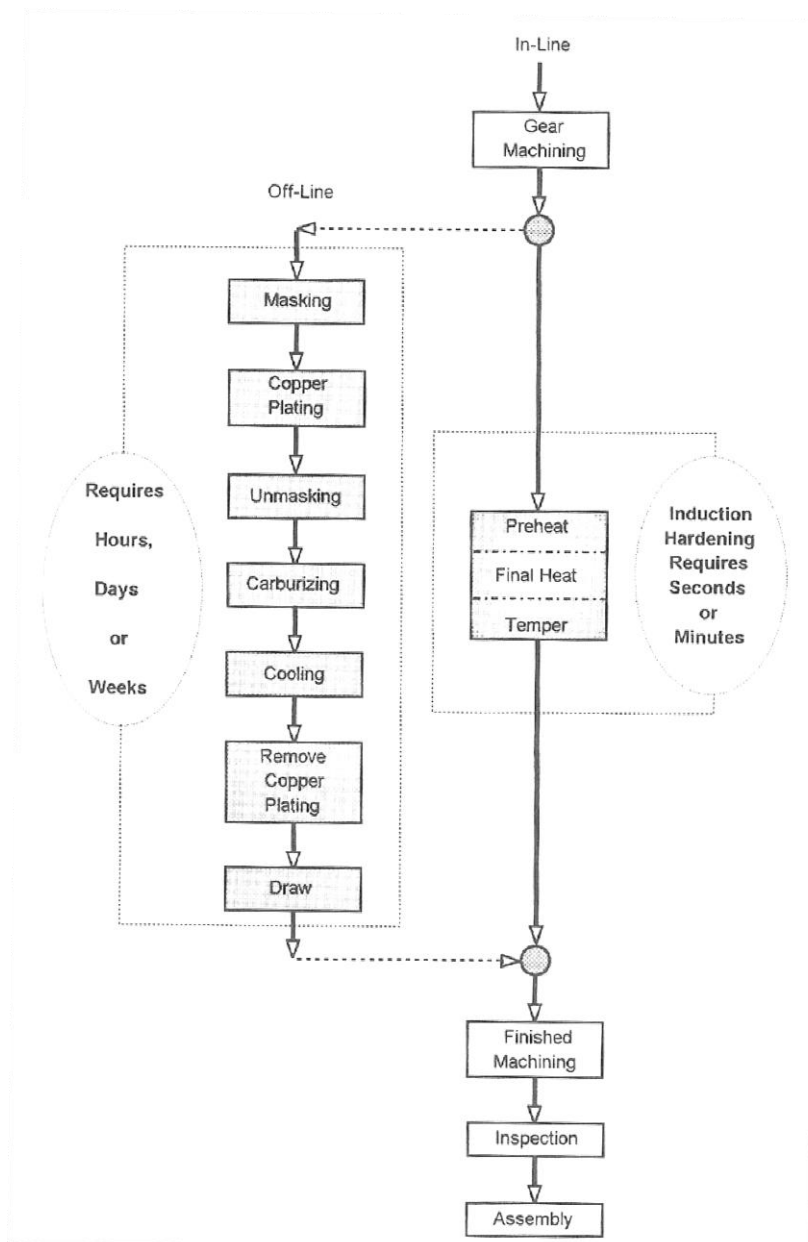 In-Line
Gear
Machining
Off-Line
Masking
Copper
Plating
Unmasking
Carburizing
Cooling
Remove
Copper
Plating
Draw
Requires
Hours,
Days
or
Weeks
Preheat
Final Heat
Temper
Induction
Hardening
Requires
Seconds
or
Minutes
Finished
Machining
Inspection
Assembly